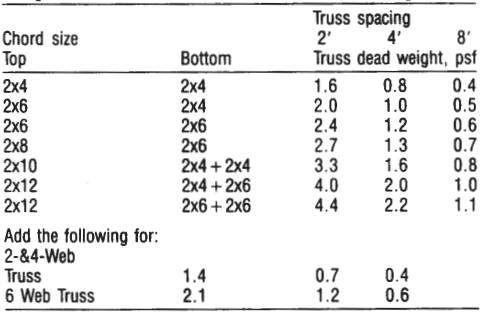 Truss spacing
Chord size 2′ 4′ 8′
Top Bottom Truss dead weight, psf
2x4 2x4 1.6 0.8 0.4
2x6 2x4 2.0 1.0 0.5
2x6 2x6 2.4 1.2 0.6
2x8 2x6 2.7 1.3 0.7
2x10 2x4 + 2x4 3.3 1.6 0.8
2x12 2x4 + 2x6 4.0 2.0 1.0
2x12 2x6 + 2x6 4.4 2.2 1.1
Add the following for:
2-&4-Web
Truss 1.4 0.7 0.4
6 Web Truss 2.1 1.2 0.6